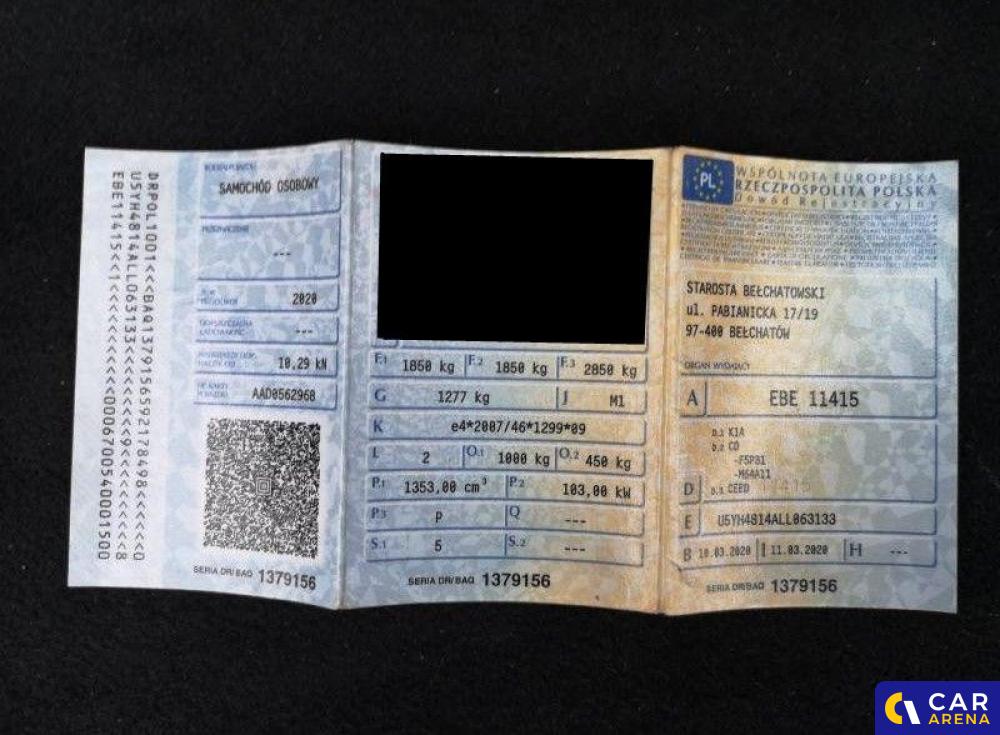 DRPOL1001<<BAQ1379156592178498<<<<<0
U5YH4814ALL063133<<<<<<<9<<<<<<<<<<8
EBE11415<<1<<<<<<<<<0006700540001500
SAMOCHÓD OSOBOWY
PRZEZNACZENIE
---
2020
---
10,29 kN
AAD0562968
SERIA DR/BAQ 1379156
F.1 1850 kg F.2 1850 kg F.3 2850 kg
G 1277 kg J M1
K e4*2007/46*1299*09
L 2 O.1 1000 kg O.2 450 kg
P.1 1353,00 cm³ P.2 103,00 kW
P.3 P Q ---
S.1 5 S.2 ---
SERIA DR/BAQ 1379156
PL
WSPÓLNOTA EUROPEJSKA
RZECZPOSPOLITA POLSKA
Dowód Rejestracyjny
STAROSTA BEŁCHATOWSKI
ul. PABIANICKA 17/19
97-400 BEŁCHATÓW
ORGAN WYDAJĄCY
A EBE 11415
D.1 KIA
D.2 CD
-F5P81
-M64A11
D D.3 CEED
E U5YH4814ALL063133
B 10.03.2020 I 11.03.2020 H ---
SERIA DR/BAQ 1379156
CAR
ARENA